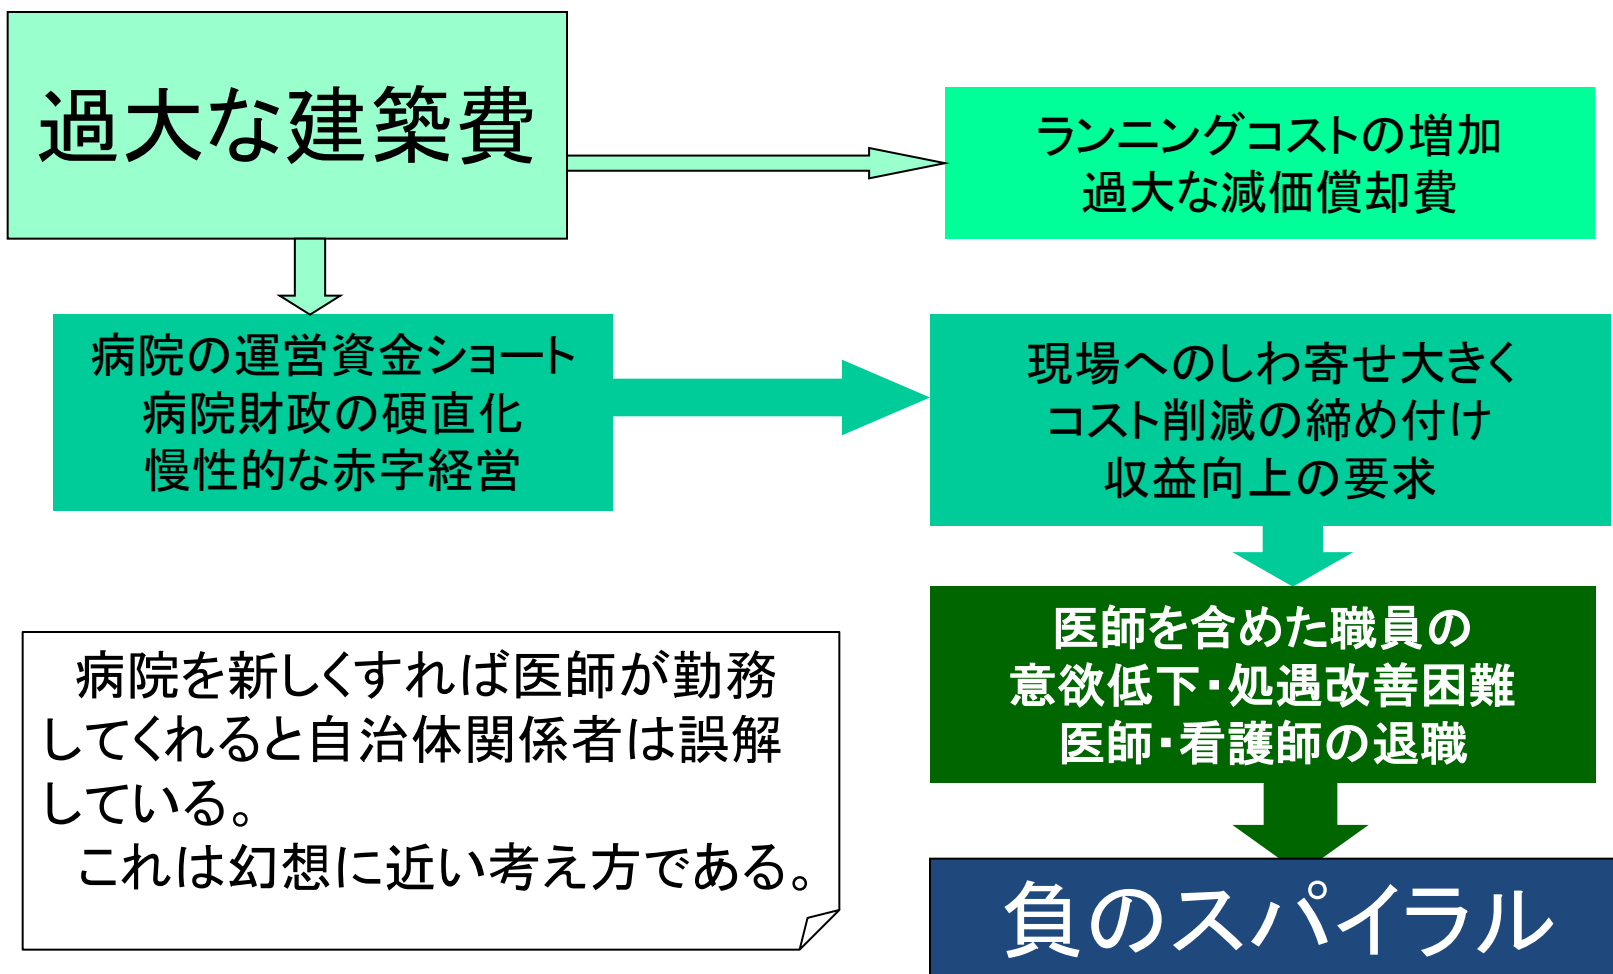 過大な建築費
ランニングコストの増加
過大な減価償却費
病院の運営資金ショート
病院財政の硬直化
慢性的な赤字経営
現場へのしわ寄せ大きく
コスト削減の締め付け
収益向上の要求
医師を含めた職員の
意欲低下・処遇改善困難
医師・看護師の退職
負のスパイラル
病院を新しくすれば医師が勤務
してくれると自治体関係者は誤解
している。
これは幻想に近い考え方である。